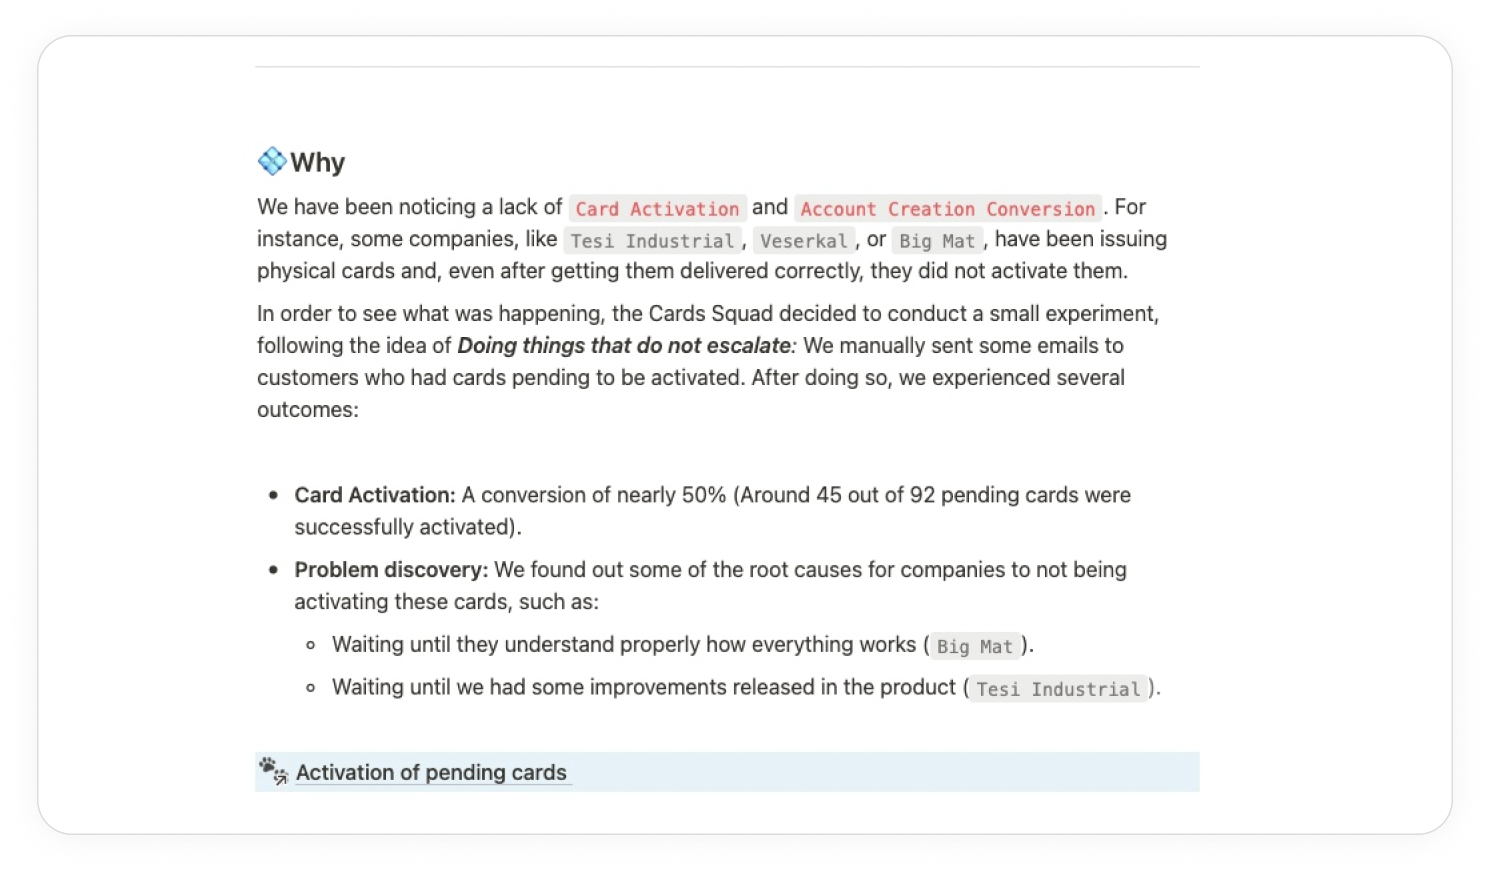 Why
We have been noticing a lack of Card Activation and Account Creation Conversion. For
instance, some companies, like Tesi Industrial, Veserkal, or Big Mat, have been issuing
physical cards and, even after getting them delivered correctly, they did not activate them.
In order to see what was happening, the Cards Squad decided to conduct a small experiment,
following the idea of Doing things that do not escalate: We manually sent some emails to
customers who had cards pending to be activated. After doing so, we experienced several
outcomes:
• Card Activation: A conversion of nearly 50% (Around 45 out of 92 pending cards were
successfully activated).
• Problem discovery: We found out some of the root causes for companies to not being
activating these cards, such as:
◦ Waiting until they understand properly how everything works (Big Mat).
◦ Waiting until we had some improvements released in the product (Tesi Industrial).
Activation of pending cards